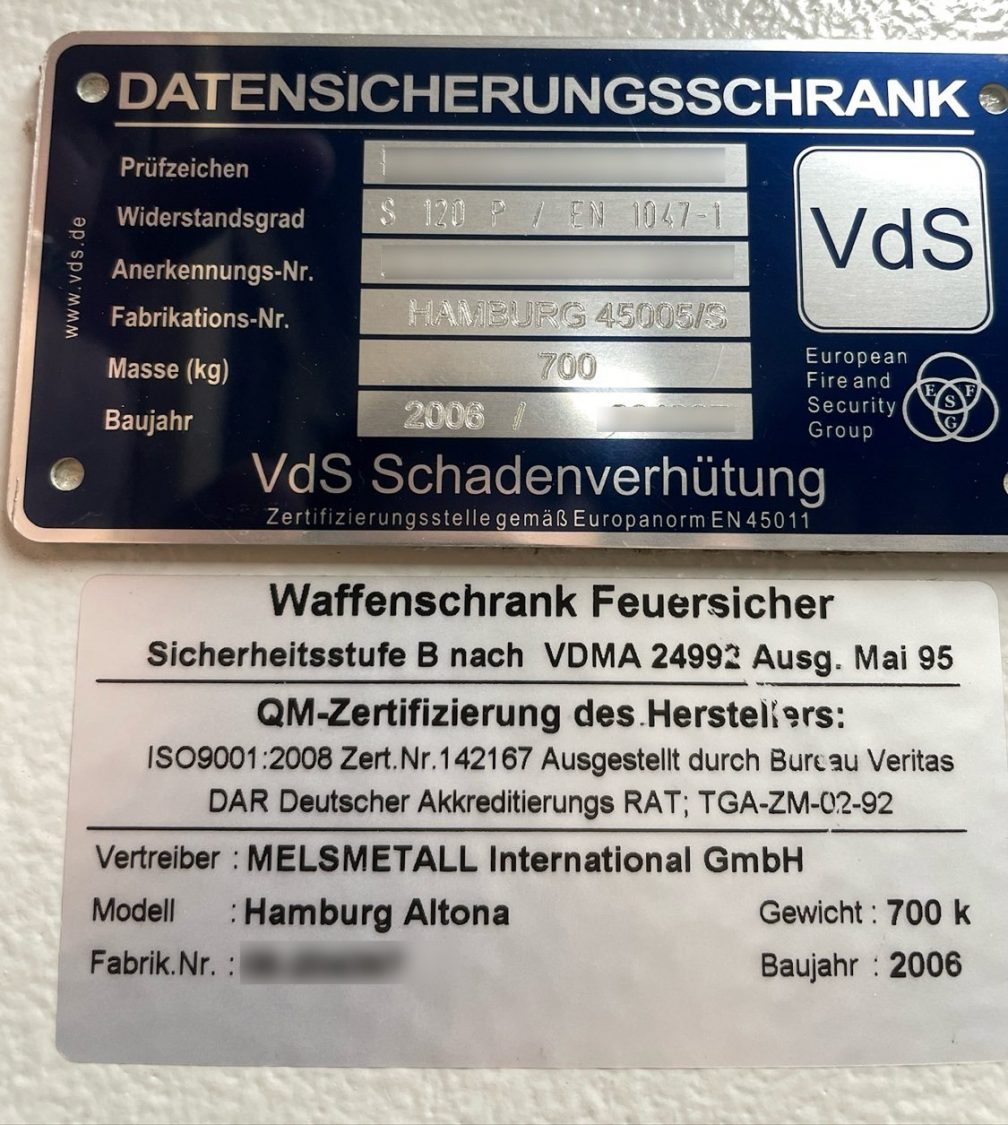 DATENSICHERUNGSSCHRANK
www.vds.de
Prüfzeichen
Widerstandsgrad S 120 P / EN 1047-1
Anerkennungs-Nr.
Fabrikations-Nr. HAMBURG 45005/S
Masse (kg) 700
Baujahr 2006 /
VdS
European
Fire and
Security
Group
E F
S
G
VdS Schadenverhütung
Zertifizierungsstelle gemäß Europanorm EN 45011
Waffenschrank Feuersicher
Sicherheitsstufe B nach VDMA 24992 Ausg. Mai 95
QM-Zertifizierung des Herstellers:
ISO9001:2008 Zert.Nr.142167 Ausgestellt durch Bureau Veritas
DAR Deutscher Akkreditierungs RAT; TGA-ZM-02-92
Vertreiber : MELSMETALL International GmbH
Modell : Hamburg Altona Gewicht : 700 k
Fabrik.Nr. : Baujahr : 2006